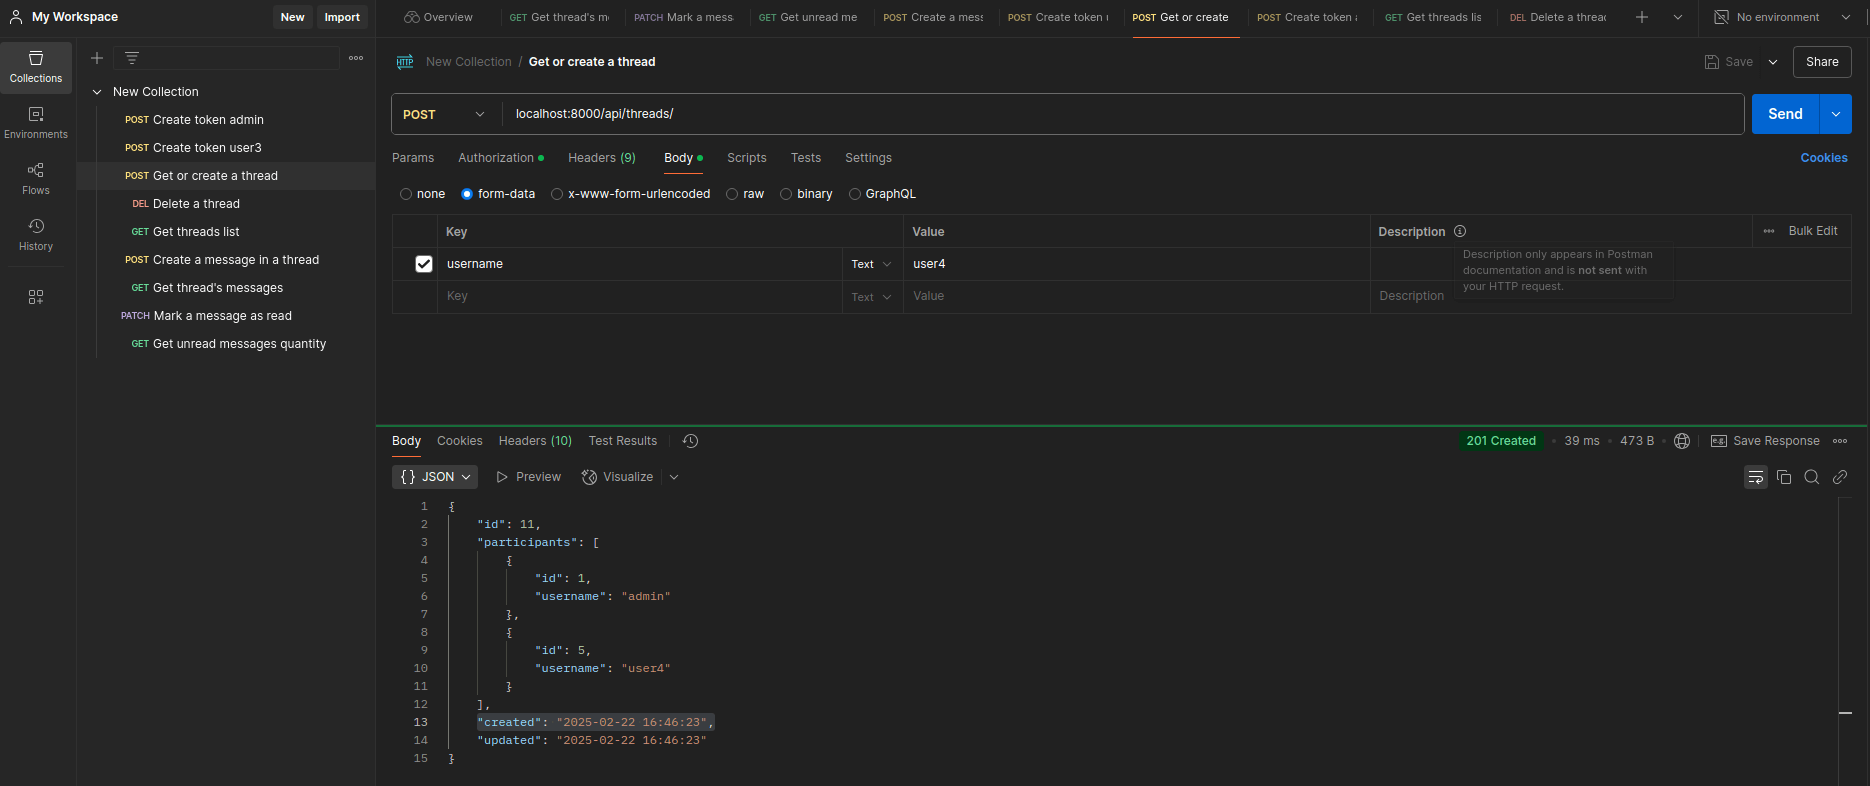 My Workspace
New
Import
Overview
GET Get thread's m
PATCH Mark a mess
GET Get unread me
POST Create a mess
POST Create token
POST Get or create
POST Create token
GET Get threads lis
DEL Delete a threa
No environment
Collections
Environments
Flows
History
New Collection
POST Create token admin
POST Create token user3
POST Get or create a thread
DEL Delete a thread
GET Get threads list
POST Create a message in a thread
GET Get thread's messages
PATCH Mark a message as read
GET Get unread messages quantity
HTTP New Collection / Get or create a thread
Save
Share
POST
localhost:8000/api/threads/
Send
Params
Authorization
Headers (9)
Body
Scripts
Tests
Settings
Cookies
none
form-data
x-www-form-urlencoded
raw
binary
GraphQL
Key
Value
Description
Bulk Edit
username
Text
user4
Description only appears in Postman
documentation and is not sent with
your HTTP request.
Key
Text
Value
Description
Body
Cookies
Headers (10)
Test Results
201 Created
39 ms
473 B
e.g. Save Response
{} JSON
Preview
Visualize
1 {
2 "id": 11,
3 "participants": [
4 {
5 "id": 1,
6 "username": "admin"
7 },
8 {
9 "id": 5,
10 "username": "user4"
11 }
12 ],
13 "created": "2025-02-22 16:46:23",
14 "updated": "2025-02-22 16:46:23"
15 }